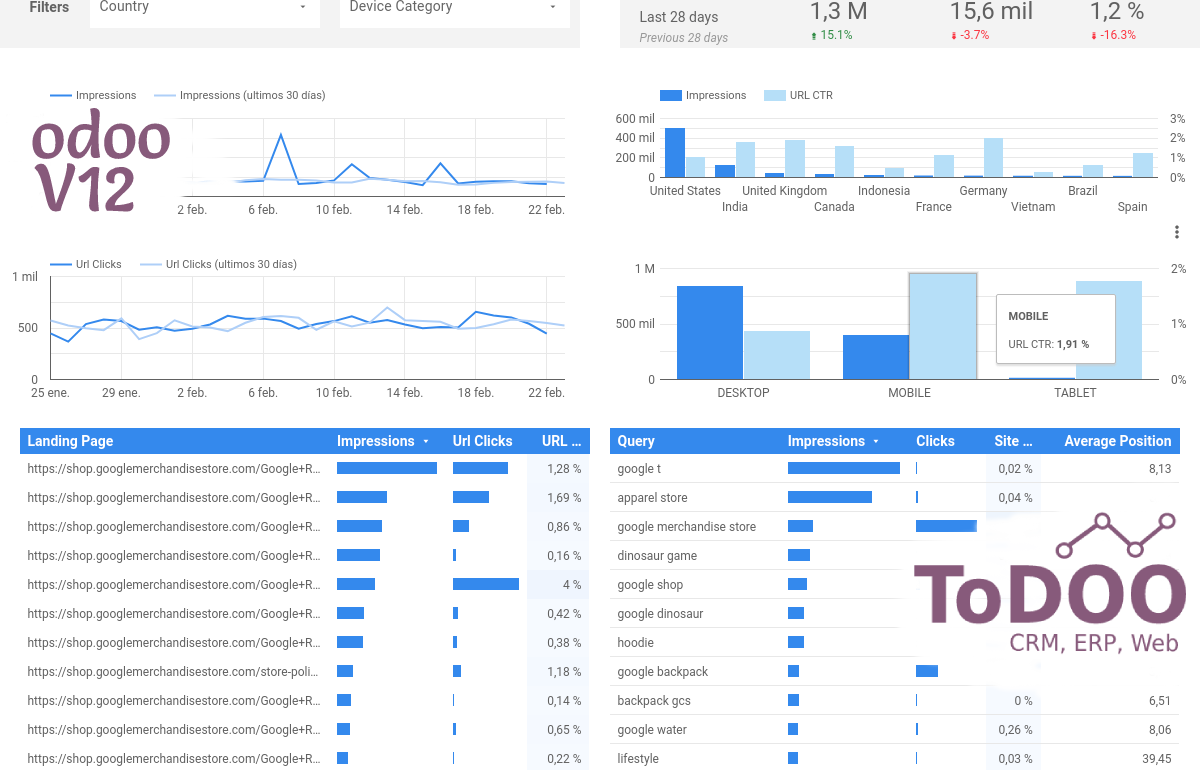 Filters
Country
Device Category
Last 28 days
Previous 28 days
1,3 M
15.1%
15,6 mil
-3.7%
1,2 %
-16.3%
Impressions
Impressions (ultimos 30 días)
odoo
V12
2 feb.
6 feb.
10 feb.
14 feb.
18 feb.
22 feb.
Impressions
URL CTR
600 mil
400 mil
200 mil
0
3%
2%
1%
0%
United States
India
United Kingdom
Canada
Indonesia
France
Germany
Vietnam
Brazil
Spain
Url Clicks
Url Clicks (ultimos 30 días)
1 mil
500
0
25 ene.
29 ene.
2 feb.
6 feb.
10 feb.
14 feb.
18 feb.
22 feb.
1 M
500 mil
0
2%
1%
0%
MOBILE
URL CTR: 1,91 %
DESKTOP
MOBILE
TABLET
Landing Page Impressions Url Clicks URL ...
https://shop.googlemerchandisestore.com/Google+R... 1,28 %
https://shop.googlemerchandisestore.com/Google+R... 1,69 %
https://shop.googlemerchandisestore.com/Google+R... 0,86 %
https://shop.googlemerchandisestore.com/Google+R... 0,16 %
https://shop.googlemerchandisestore.com/Google+R... 4 %
https://shop.googlemerchandisestore.com/Google+R... 0,42 %
https://shop.googlemerchandisestore.com/Google+R... 0,38 %
https://shop.googlemerchandisestore.com/store-poli... 1,18 %
https://shop.googlemerchandisestore.com/Google+R... 0,14 %
https://shop.googlemerchandisestore.com/Google+R... 0,65 %
https://shop.googlemerchandisestore.com/Google+R... 0,22 %
Query Impressions Clicks Site ... Average Position
google t 0,02 % 8,13
apparel store 0,04 %
google merchandise store
dinosaur game
google shop
google dinosaur
hoodie
google backpack
backpack gcs 0 % 6,51
google water 0,26 % 8,06
lifestyle 0,03 % 39,45
ToDOO
CRM, ERP, Web